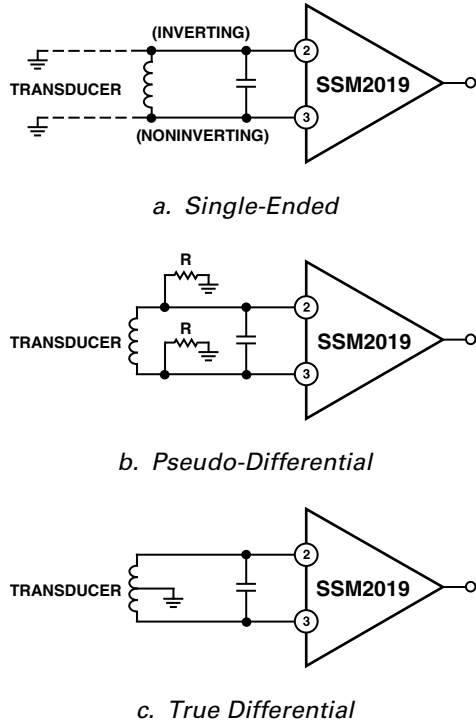 (INVERTING)
2
SSM2019
TRANSDUCER
3
(NONINVERTING)
a. Single-Ended
R
2
R
TRANSDUCER
SSM2019
3
b. Pseudo-Differential
2
TRANSDUCER
SSM2019
3
c. True Differential